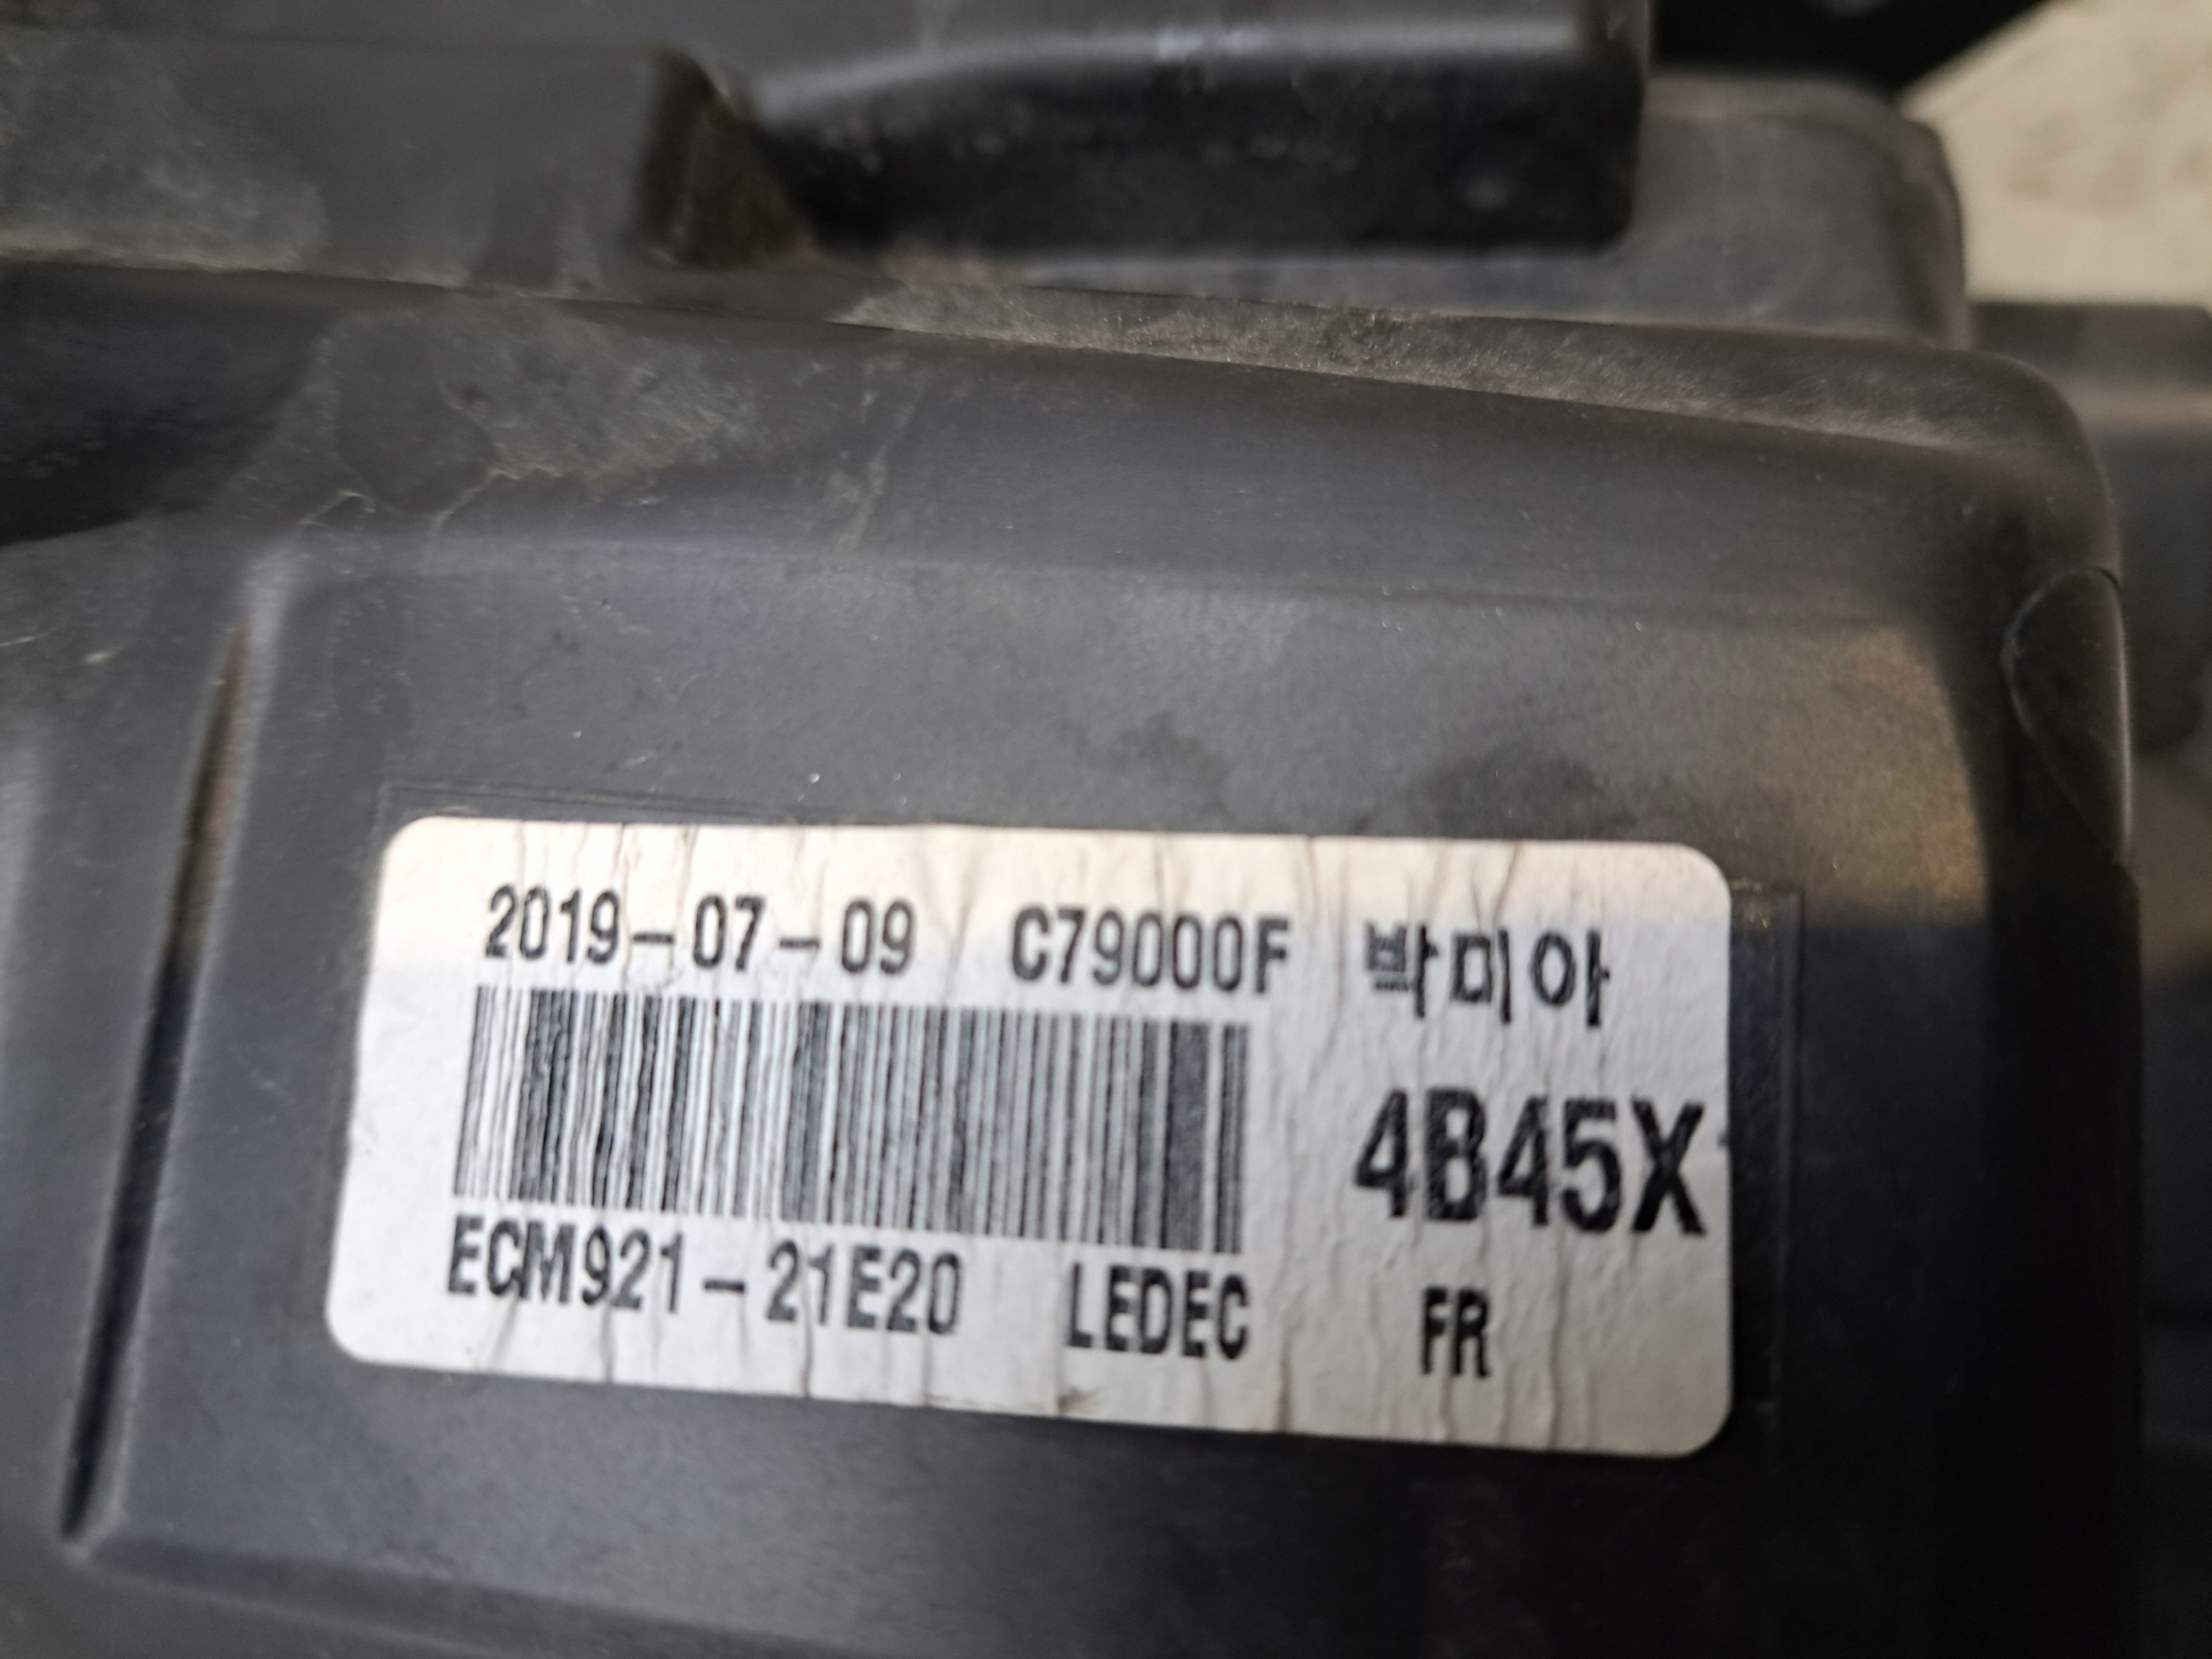 2019-07-09 C79000F 박미아
4B45X
ECM921-21E20 LEDEC FR